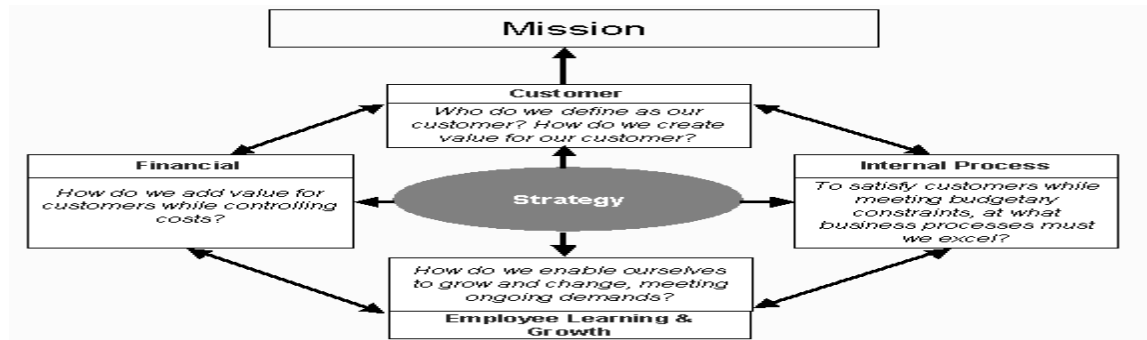 Mission
Customer
Who do we define as our
customer? How do we create
value for our customer?
Financial
How do we add value for
customers while controlling
costs?
Strategy
Internal Process
To satisfy customers while
meeting budgetary
constraints, at what
business processes must
we excel?
How do we enable ourselves
to grow and change, meeting
ongoing demands?
Employee Learning &
Growth